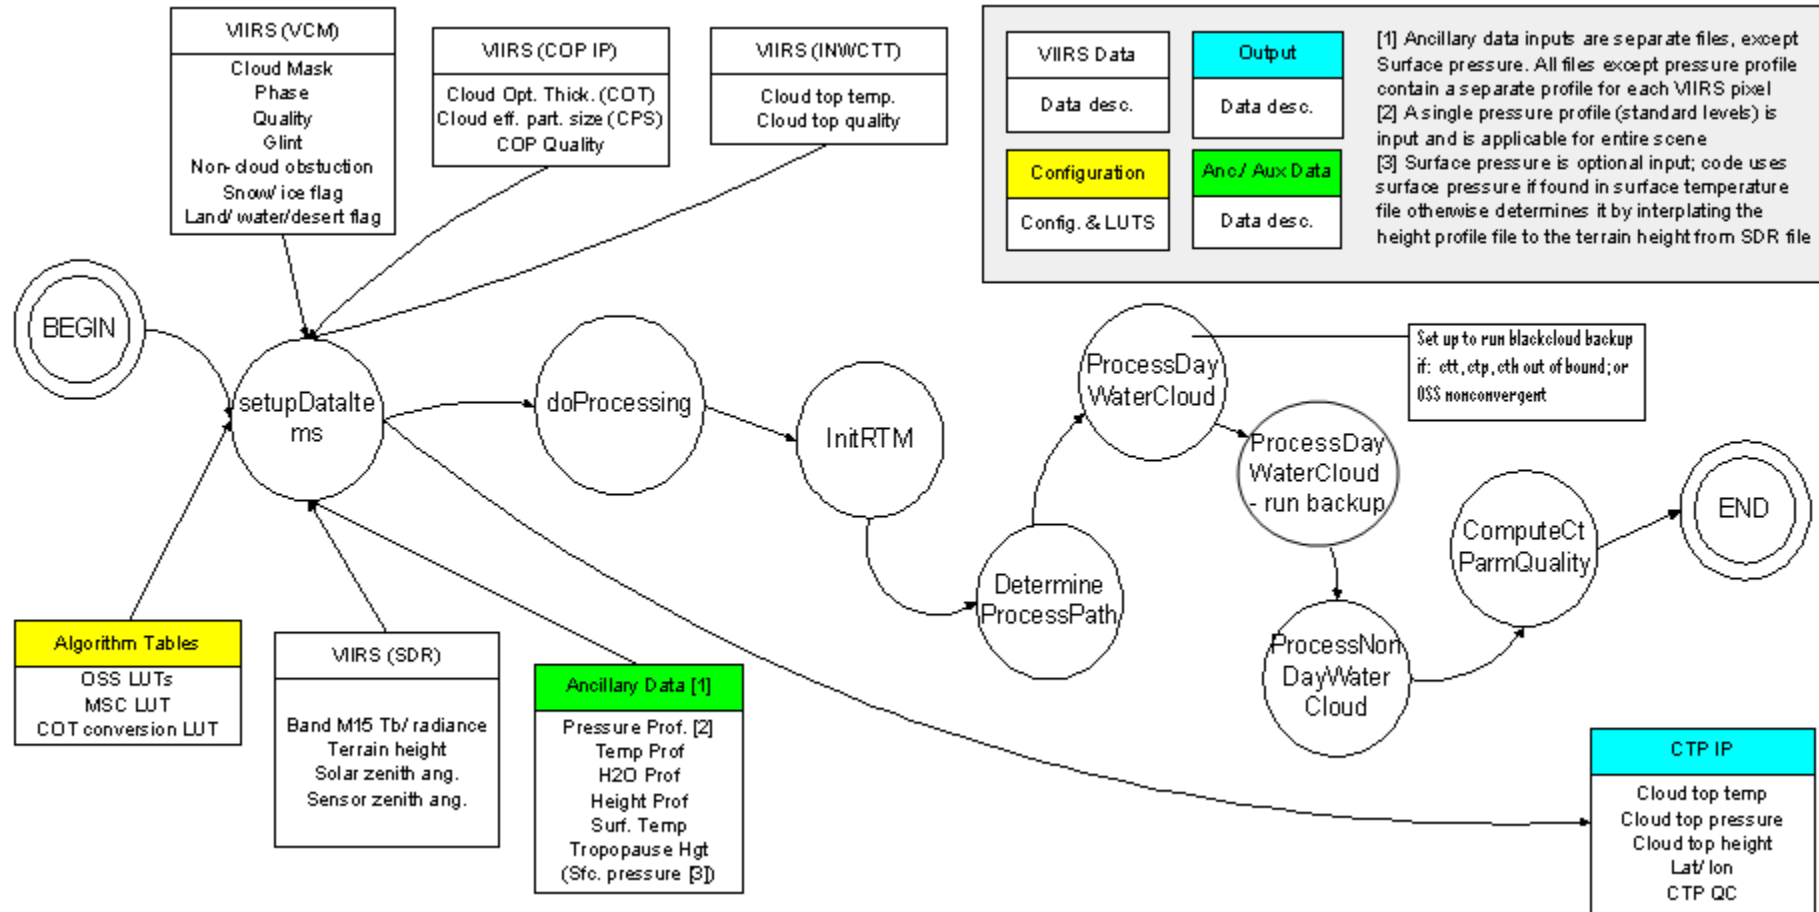 VIIRS (VCM)
Cloud Mask
Phase
Quality
Glint
Non-cloud obstuction
Snow/ ice flag
Land/ water/desert flag
VIIRS (COP IP)
Cloud Opt. Thick. (COT)
Cloud eff. part. size (CPS)
COP Quality
VIIRS (INWCTT)
Cloud top temp.
Cloud top quality
VIIRS Data
Data desc.
Output
Data desc.
Configuration
Config. & LUTS
Anc./ Aux Data
Data desc.
[1] Ancillary data inputs are separate files, except
Surface pressure. All files except pressure profile
contain a separate profile for each VIIRS pixel
[2] A single pressure profile (standard levels) is
input and is applicable for entire scene
[3] Surface pressure is optional input; code uses
surface pressure if found in surface temperature
file otherwise determines it by interplating the
height profile file to the terrain height from SDR file
BEGIN
setupDataIte
ms
doProcessing
InitRTM
Determine
ProcessPath
ProcessDay
WaterCloud
Set up to run blackcloud backup
if: ctt, ctp, cth out of bound; or
OSS nonconvergent
ProcessDay
WaterCloud
- run backup
ProcessNon
DayWater
Cloud
ComputeCt
ParmQuality
END
Algorithm Tables
OSS LUTs
MSC LUT
COT conversion LUT
VIIRS (SDR)
Band M15 Tb/ radiance
Terrain height
Solar zenith ang.
Sensor zenith ang.
Ancillary Data [1]
Pressure Prof. [2]
Temp Prof
H2O Prof
Height Prof
Surf. Temp
Tropopause Hgt
(Sfc. pressure [3])
CTP IP
Cloud top temp
Cloud top pressure
Cloud top height
Lat/ lon
CTP QC